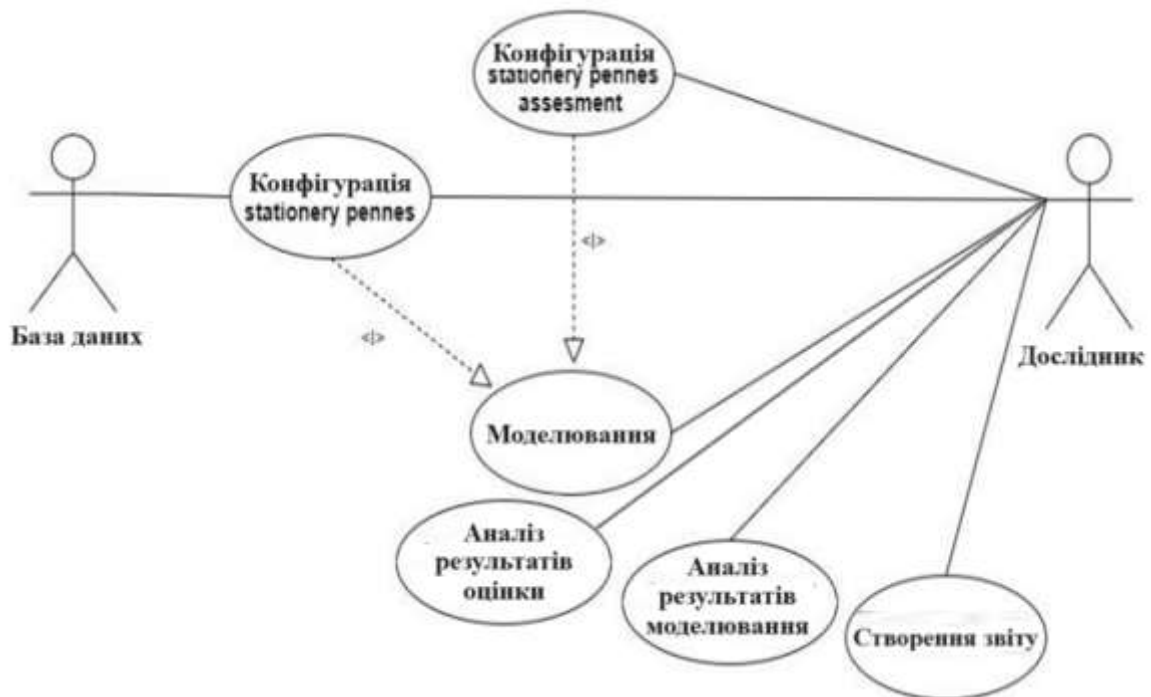 Конфігурація
stationery pennes
assesment
Конфігурація
stationery pennes
<|>
<|>
База даних
Дослідник
Моделювання
Аналіз
результатів
оцінки
Аналіз
результатів
моделювання
Створення звіту